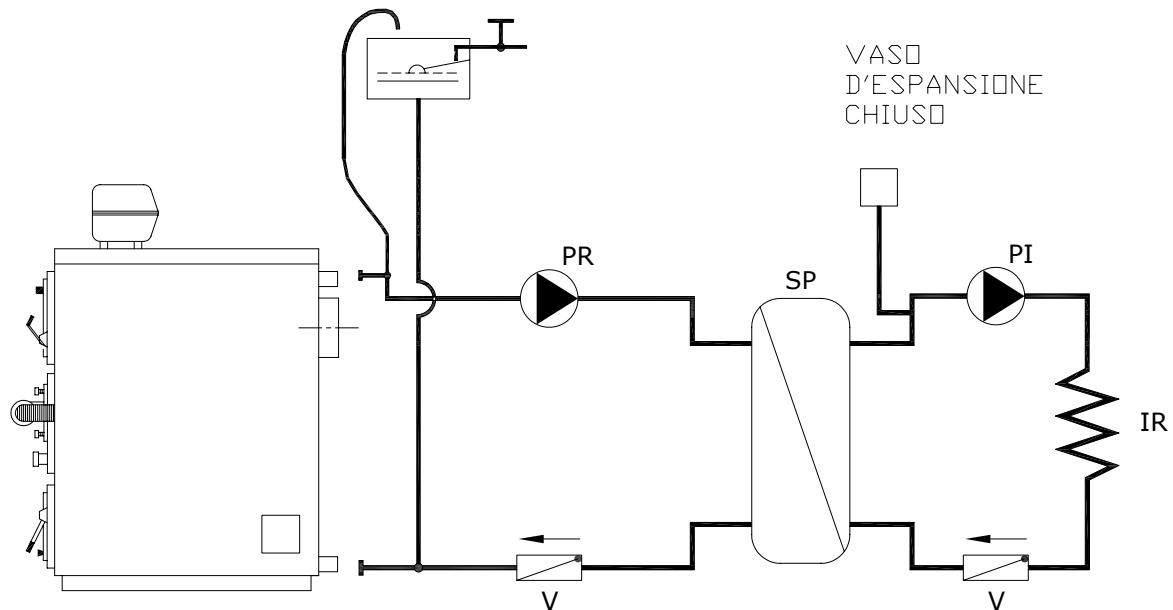 VASO
D'ESPANSIONE
CHIUSO
PR
SP
PI
IR
V
V